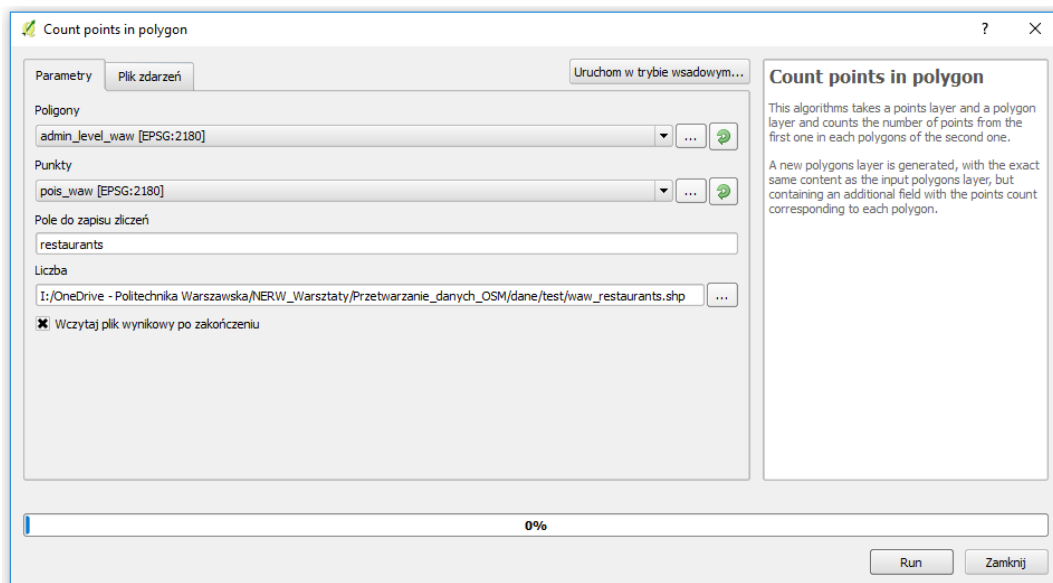 Count points in polygon
?
Parametry
Plik zdarzeń
Uruchom w trybie wsadowym...
Poligony
admin_level_waw [EPSG:2180]
...
Punkty
pois_waw [EPSG:2180]
...
Pole do zapisu zliczeń
restaurants
Liczba
I:/OneDrive - Politechnika Warszawska/NERW_Warsztaty/Przetwarzanie_danych_OSM/dane/test/waw_restaurants.shp
...
Wczytaj plik wynikowy po zakończeniu
Count points in polygon
This algorithms takes a points layer and a polygon
layer and counts the number of points from the
first one in each polygons of the second one.
A new polygons layer is generated, with the exact
same content as the input polygons layer, but
containing an additional field with the points count
corresponding to each polygon.
0%
Run
Zamknij